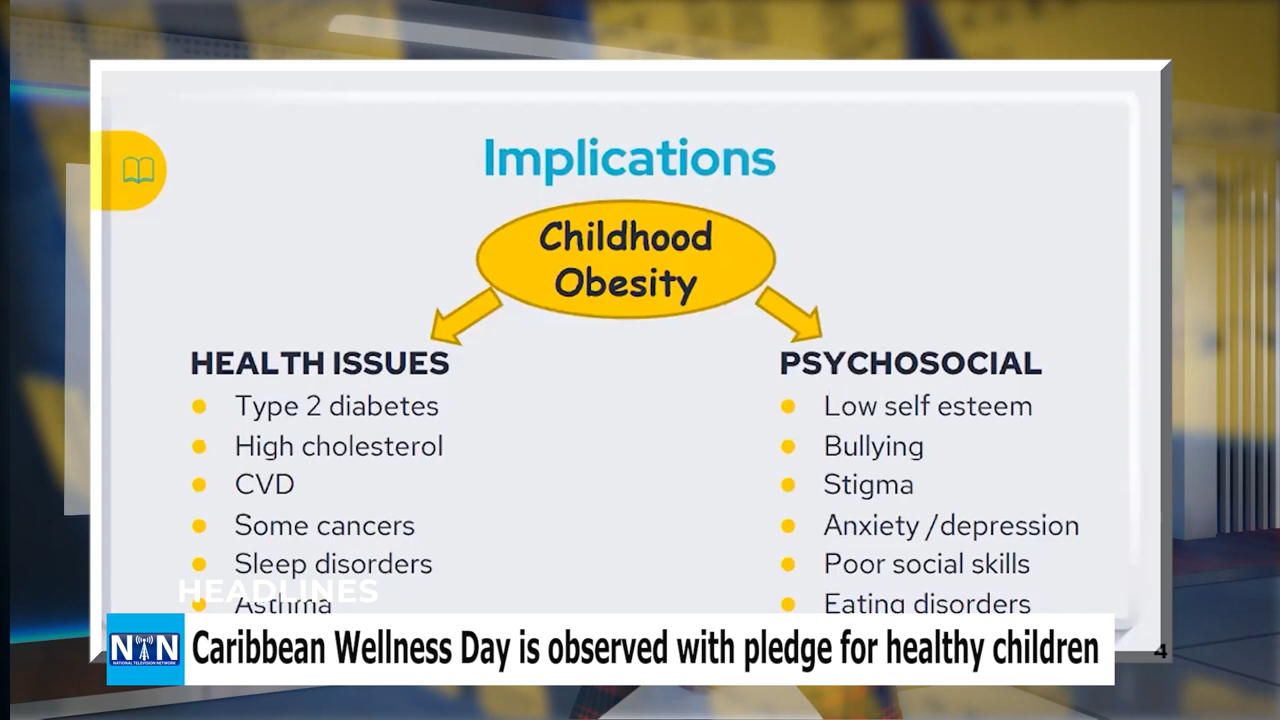 Implications
Childhood
Obesity
HEALTH ISSUES
Type 2 diabetes
High cholesterol
CVD
Some cancers
Sleep disorders
Asthma
PSYCHOSOCIAL
Low self esteem
Bullying
Stigma
Anxiety /depression
Poor social skills
Eating disorders
HEADLINES
NTN
NATIONAL TELEVISION NETWORK
Caribbean Wellness Day is observed with pledge for healthy children
4